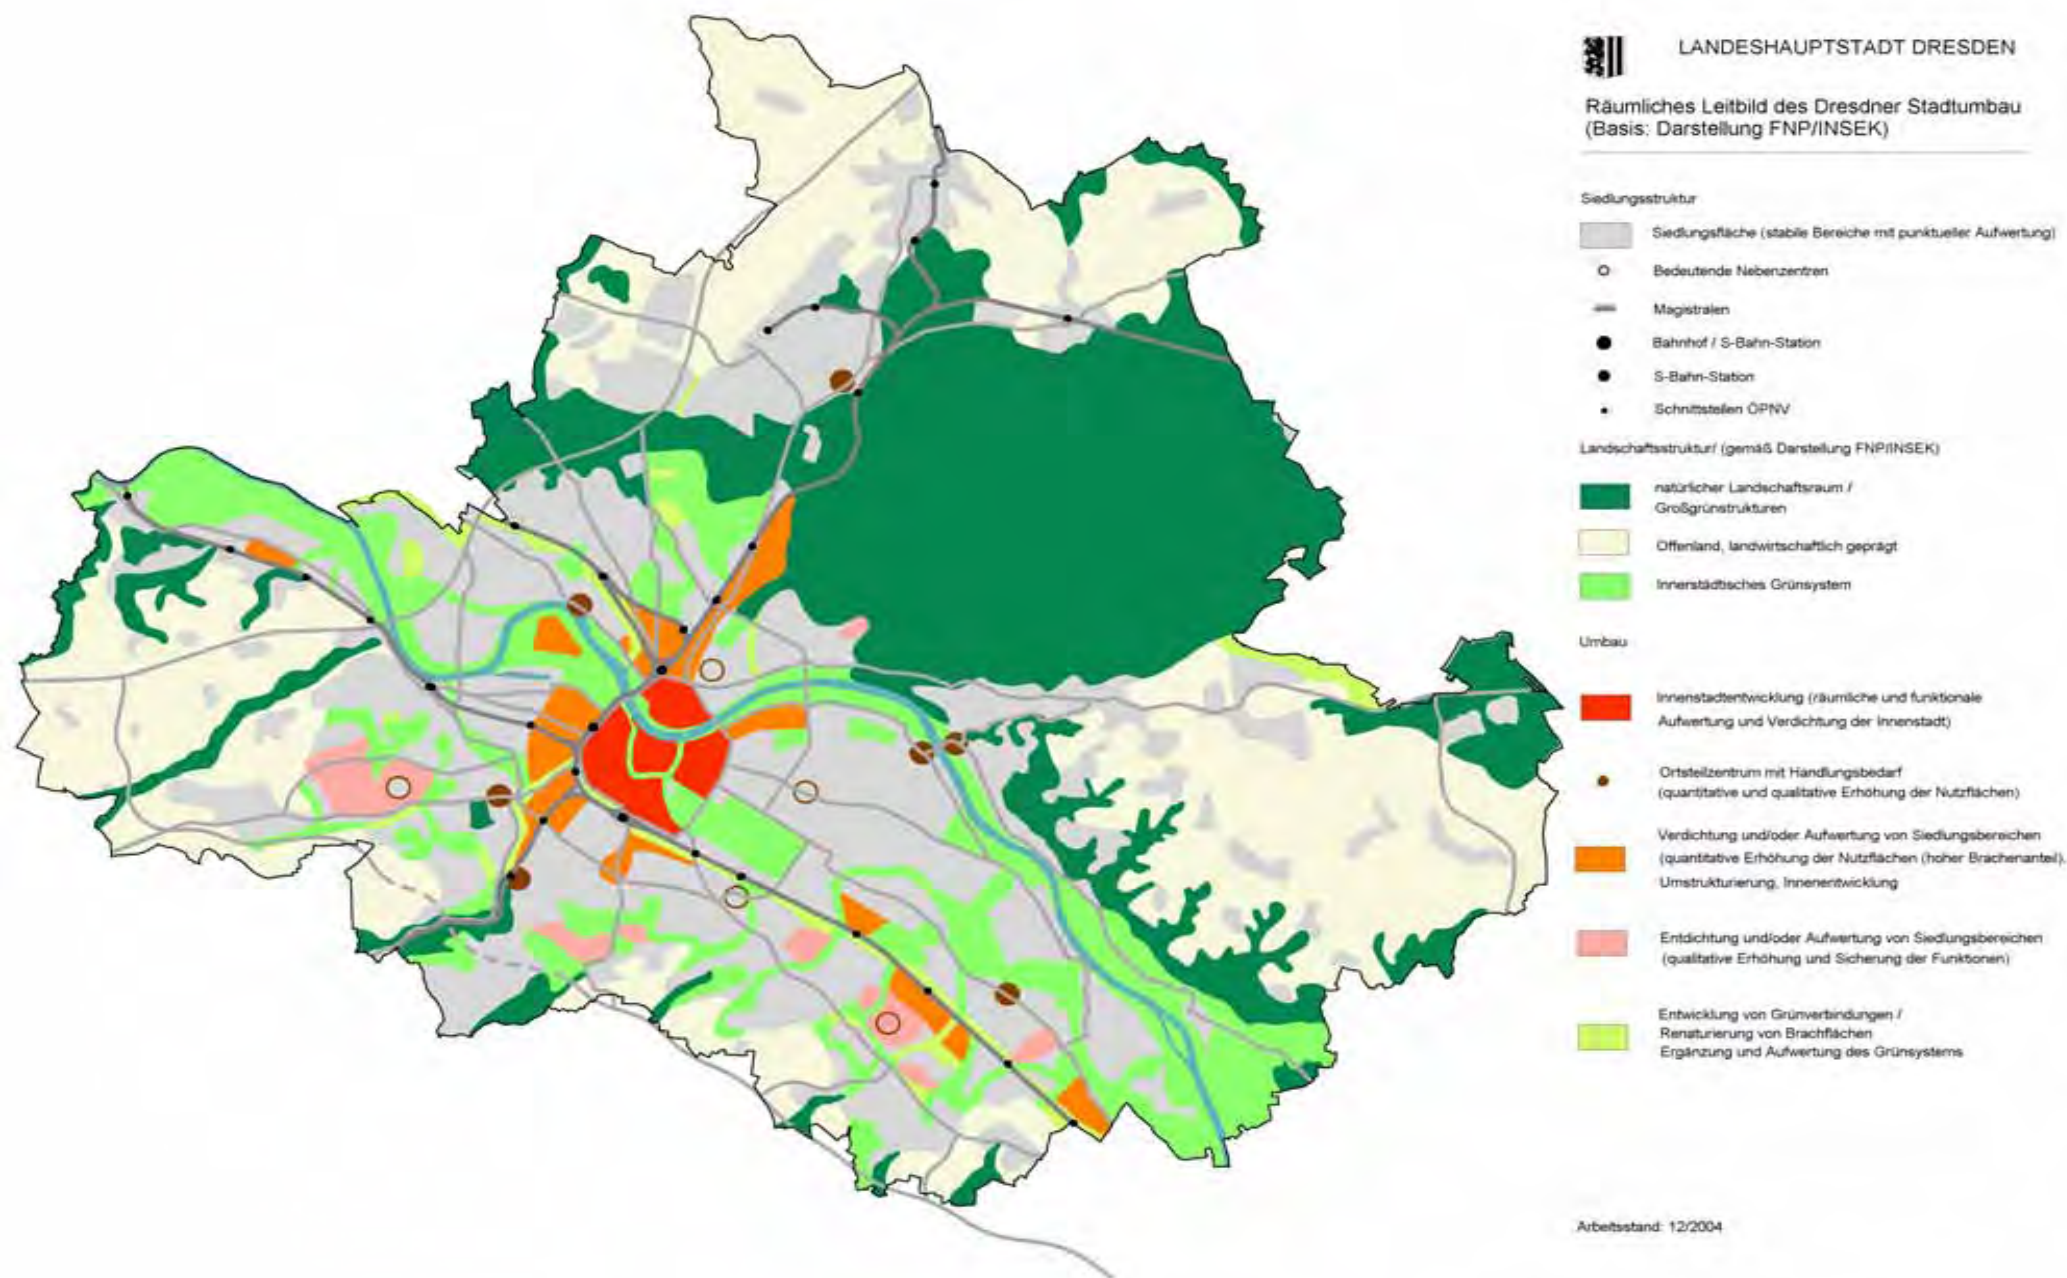 LANDESHAUPTSTADT DRESDEN
Räumliches Leitbild des Dresdner Stadtumbau
(Basis: Darstellung FNP/INSEK)
Siedlungsstruktur
Siedlungsfläche (stabile Bereiche mit punktueller Aufwertung)
Bedeutende Nebenzentren
Magistralen
Bahnhof / S-Bahn-Station
S-Bahn-Station
Schnittstellen ÖPNV
Landschaftsstruktur/ (gemäß Darstellung FNP/INSEK)
natürlicher Landschaftsraum /
Großgrünstrukturen
Offenland, landwirtschaftlich geprägt
Innerstädtisches Grünsystem
Umbau
Innenstadtentwicklung (räumliche und funktionale
Aufwertung und Verdichtung der Innenstadt)
Ortsteilzentrum mit Handlungsbedarf
(quantitative und qualitative Erhöhung der Nutzflächen)
Verdichtung und/oder Aufwertung von Siedlungsbereichen
(quantitative Erhöhung der Nutzflächen (hoher Brachenanteil),
Umstrukturierung, Innenentwicklung
Entdichtung und/oder Aufwertung von Siedlungsbereichen
(qualitative Erhöhung und Sicherung der Funktionen)
Entwicklung von Grünverbindungen /
Renaturierung von Brachflächen
Ergänzung und Aufwertung des Grünsystems
Arbeitsstand: 12/2004